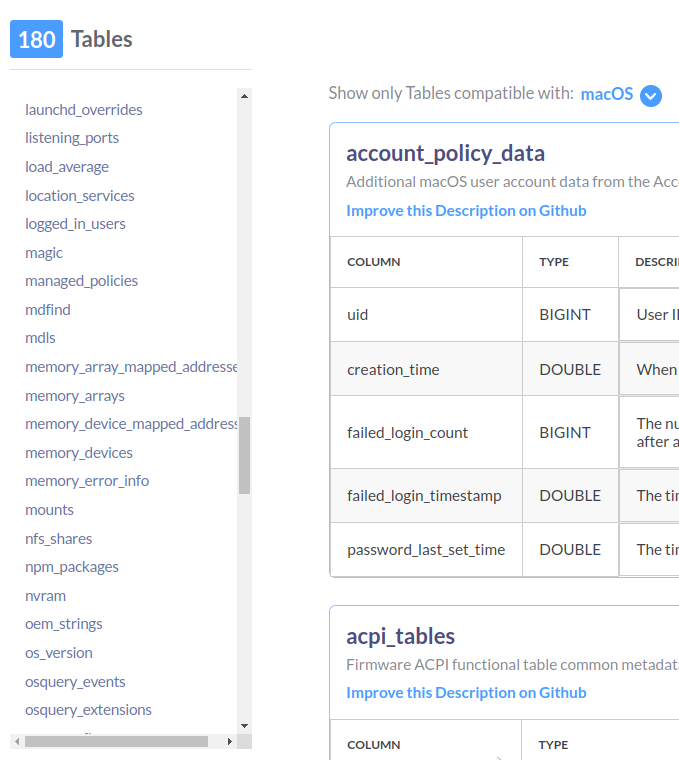 180 Tables
launchd_overrides
listening_ports
load_average
location_services
logged_in_users
magic
managed_policies
mdfind
mdls
memory_array_mapped_addresse
memory_arrays
memory_device_mapped_address
memory_devices
memory_error_info
mounts
nfs_shares
npm_packages
nvram
oem_strings
os_version
osquery_events
osquery_extensions
Show only Tables compatible with: macOS
account_policy_data
Additional macOS user account data from the Acc
Improve this Description on Github
COLUMN TYPE DESCRI
uid BIGINT User I
creation_time DOUBLE When
failed_login_count BIGINT The nu
after a
failed_login_timestamp DOUBLE The ti
password_last_set_time DOUBLE The ti
acpi_tables
Firmware ACPI functional table common metadat
Improve this Description on Github
COLUMN TYPE